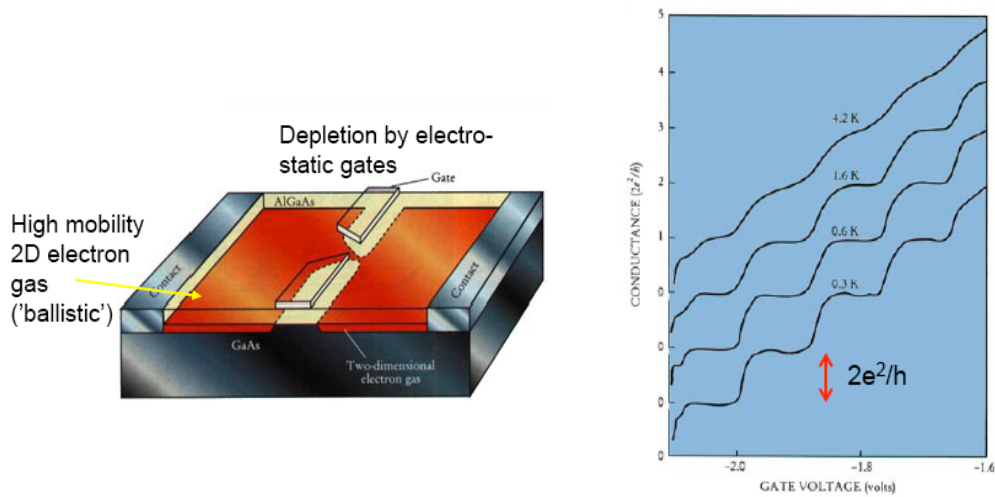 Depletion by electro-
static gates
Gate
AlGaAs
High mobility
2D electron
gas
('ballistic')
Contact
Contact
GaAs
Two-dimensional
electron gas
5
4
3
2
1
0
0
0
0
CONDUCTANCE (2e²/h)
4.2 K
1.6 K
0.6 K
0.3 K
2e²/h
−2.0
−1.8
−1.6
GATE VOLTAGE (volts)